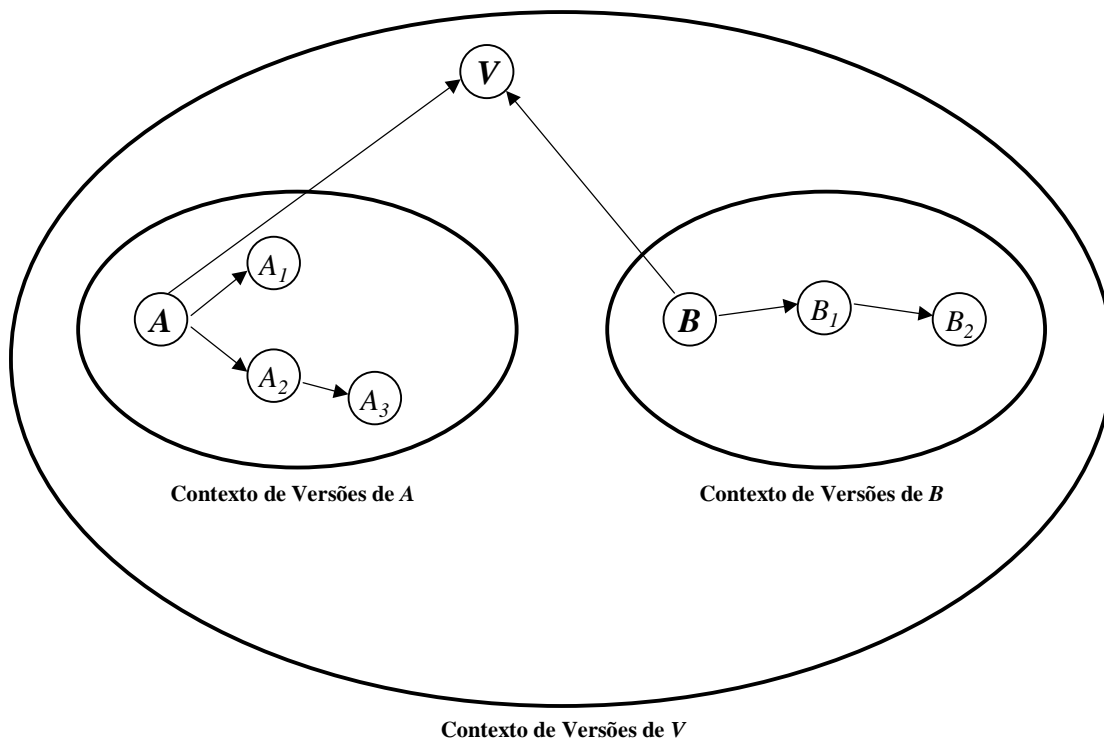 V
A1
A
B
B1
B2
A2
A3
Contexto de Versões de A
Contexto de Versões de B
Contexto de Versões de V